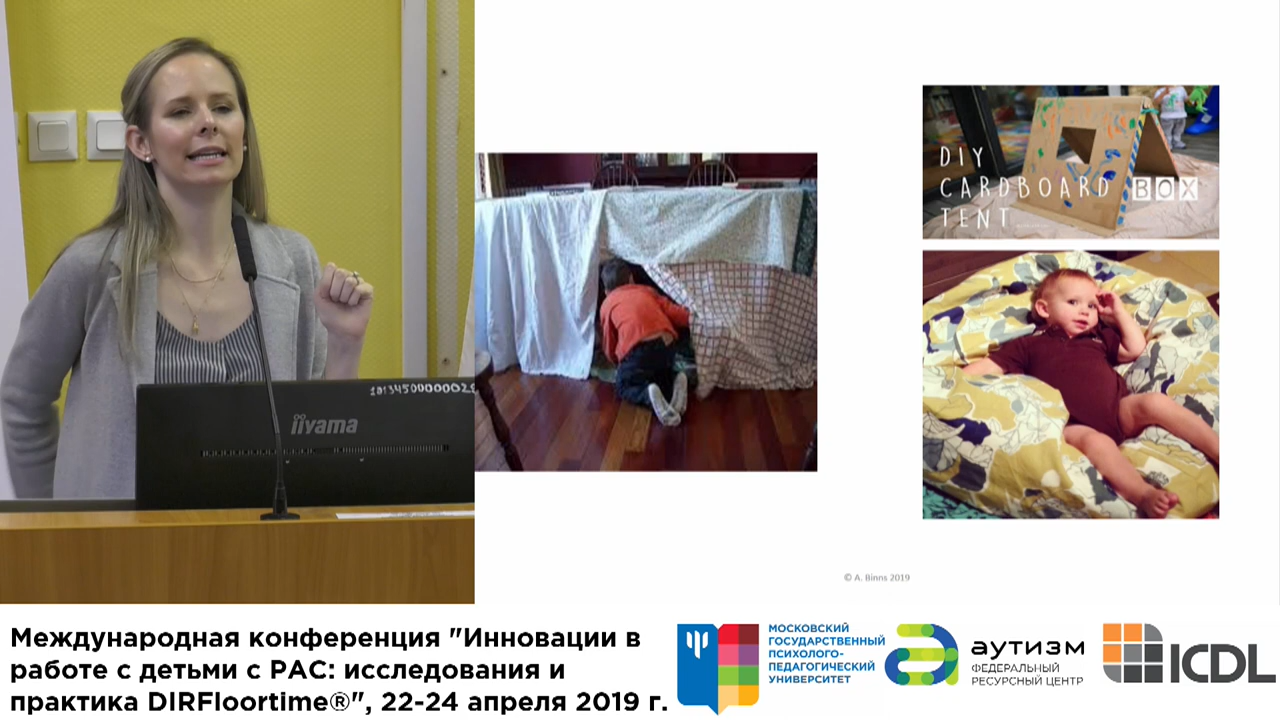 1013450000002
iiyama
DIY
CARDBOARD BOX
TENT
© A. Binns 2019
Международная конференция "Инновации в
работе с детьми с РАС: исследования и
практика DIRFloortime®", 22-24 апреля 2019 г.
МОСКОВСКИЙ
ГОСУДАРСТВЕННЫЙ
ПСИХОЛОГО-
ПЕДАГОГИЧЕСКИЙ
УНИВЕРСИТЕТ
аутизм
ФЕДЕРАЛЬНЫЙ
РЕСУРСНЫЙ ЦЕНТР
ICDL